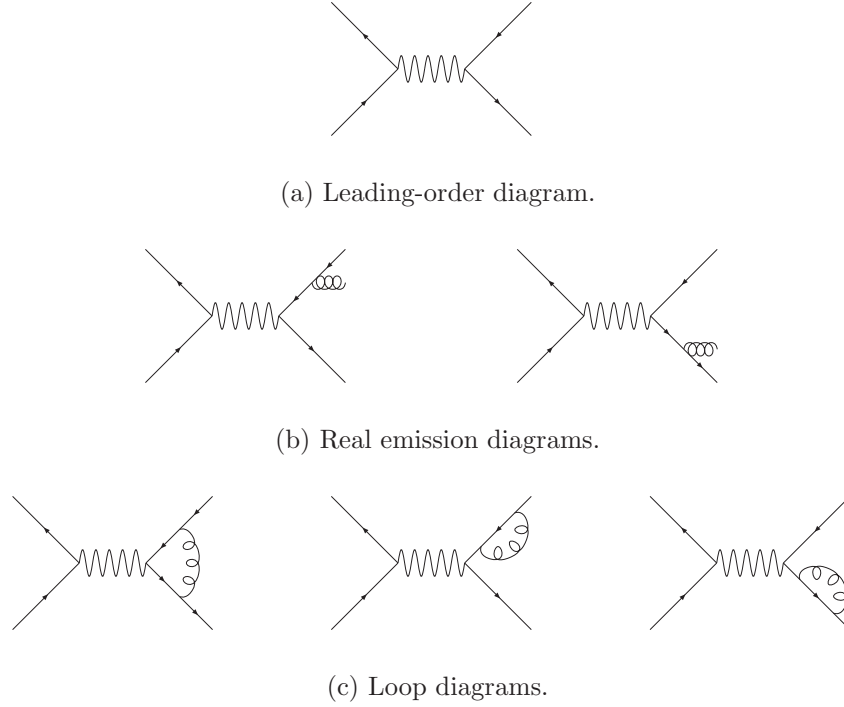 (a) Leading-order diagram.
(b) Real emission diagrams.
(c) Loop diagrams.